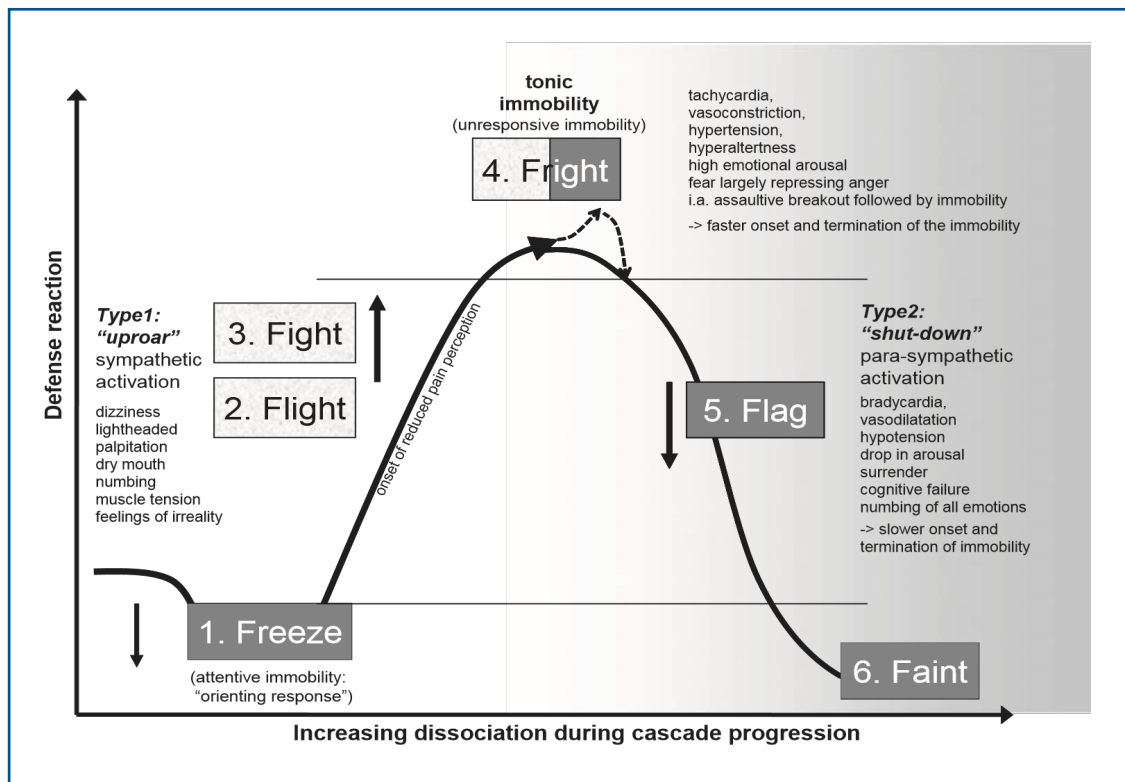 tonic
immobility
(unresponsive immobility)
4. Fright
tachycardia,
vasoconstriction,
hypertension,
hyperaltertness
high emotional arousal
fear largely repressing anger
i.a. assaultive breakout followed by immobility
-> faster onset and termination of the immobility
Defense reaction
Type1:
“uproar”
sympathetic
activation
dizziness
lightheaded
palpitation
dry mouth
numbing
muscle tension
feelings of irreality
3. Fight
2. Flight
onset of reduced pain perception
5. Flag
Type2:
“shut-down”
para-sympathetic
activation
bradycardia,
vasodilatation
hypotension
drop in arousal
surrender
cognitive failure
numbing of all emotions
-> slower onset and
termination of immobility
1. Freeze
(attentive immobility:
“orienting response”)
6. Faint
Increasing dissociation during cascade progression